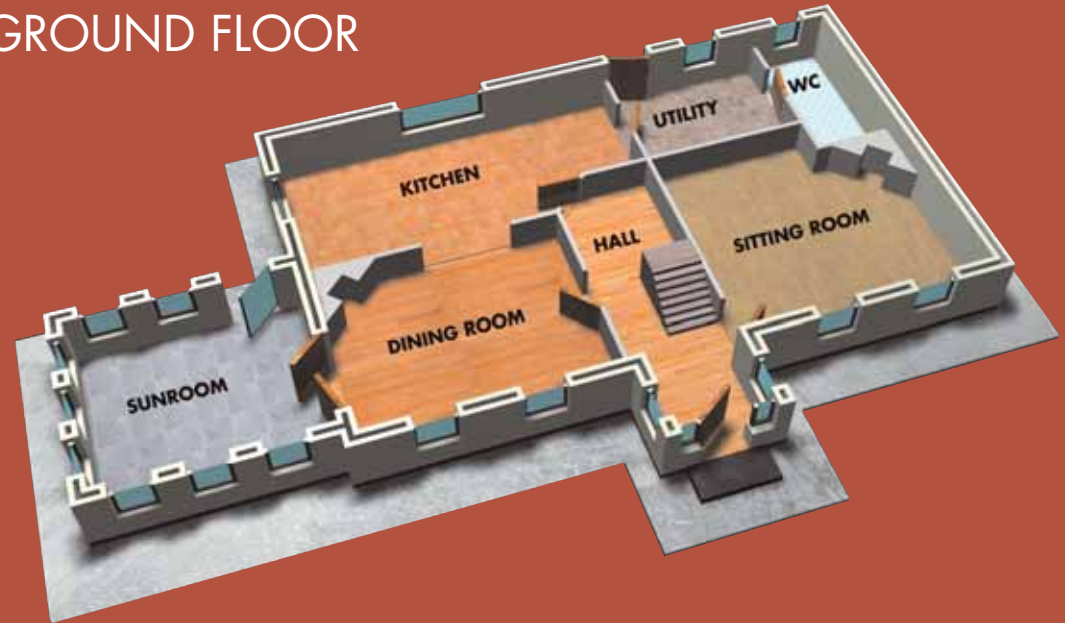 GROUND FLOOR
WC
UTILITY
KITCHEN
HALL
SITTING ROOM
DINING ROOM
SUNROOM